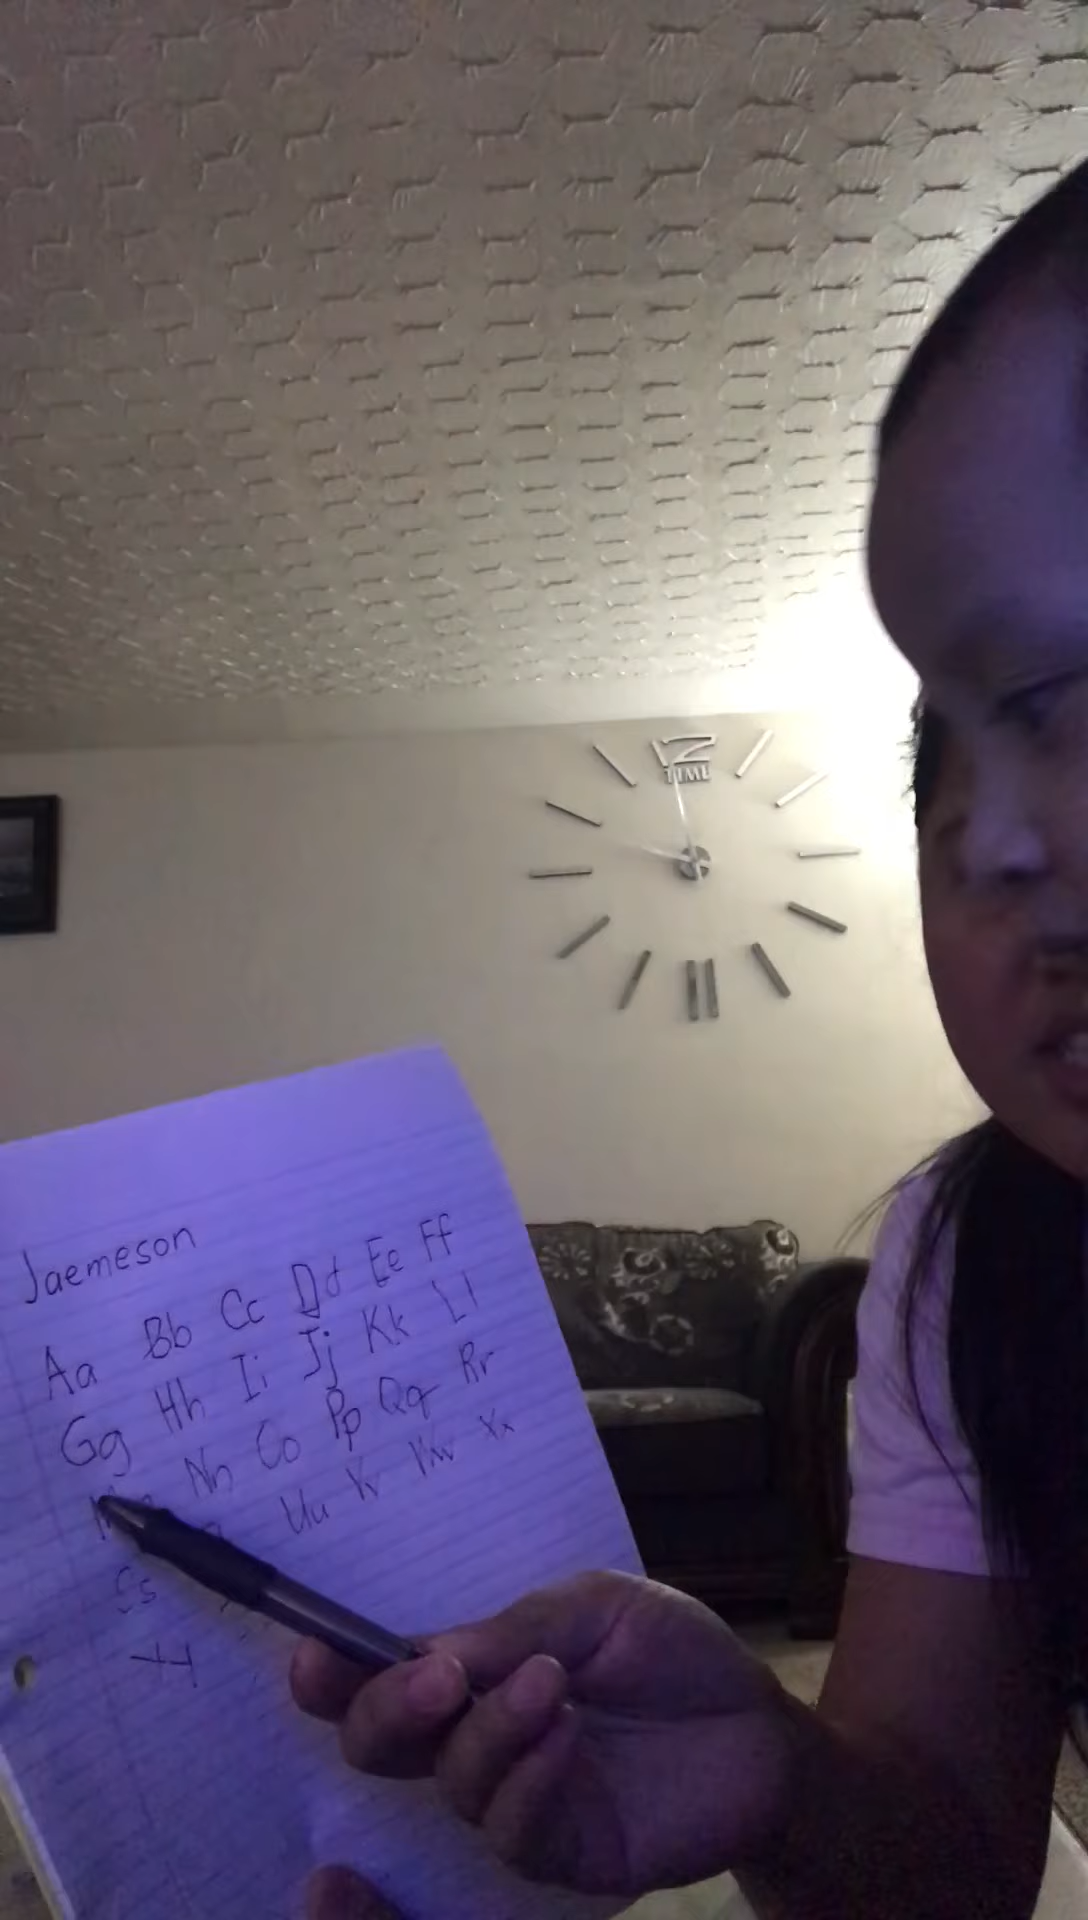 12
TIME
Jaemeson
Aa Bb Cc Dd Ee Ff
Gg Hh Ii Jj Kk Ll
Nn Oo Pp Qq Rr
Ss Uu Vv Ww Xx
Yy